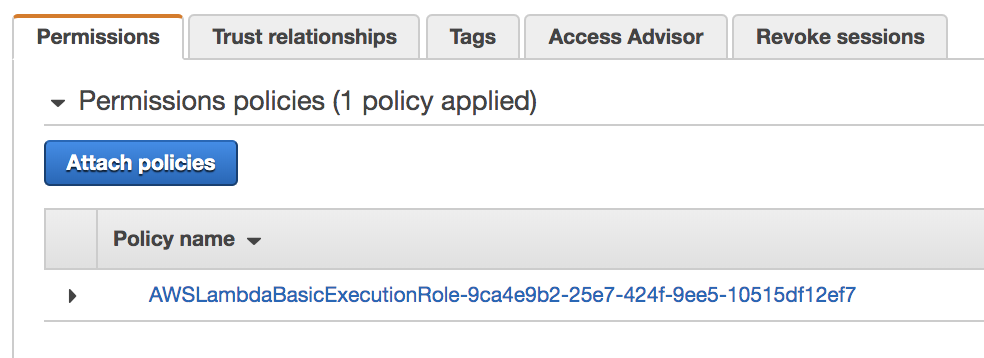 Permissions Trust relationships Tags Access Advisor Revoke sessions
Permissions policies (1 policy applied)
Attach policies
Policy name
AWSLambdaBasicExecutionRole-9ca4e9b2-25e7-424f-9ee5-10515df12ef7